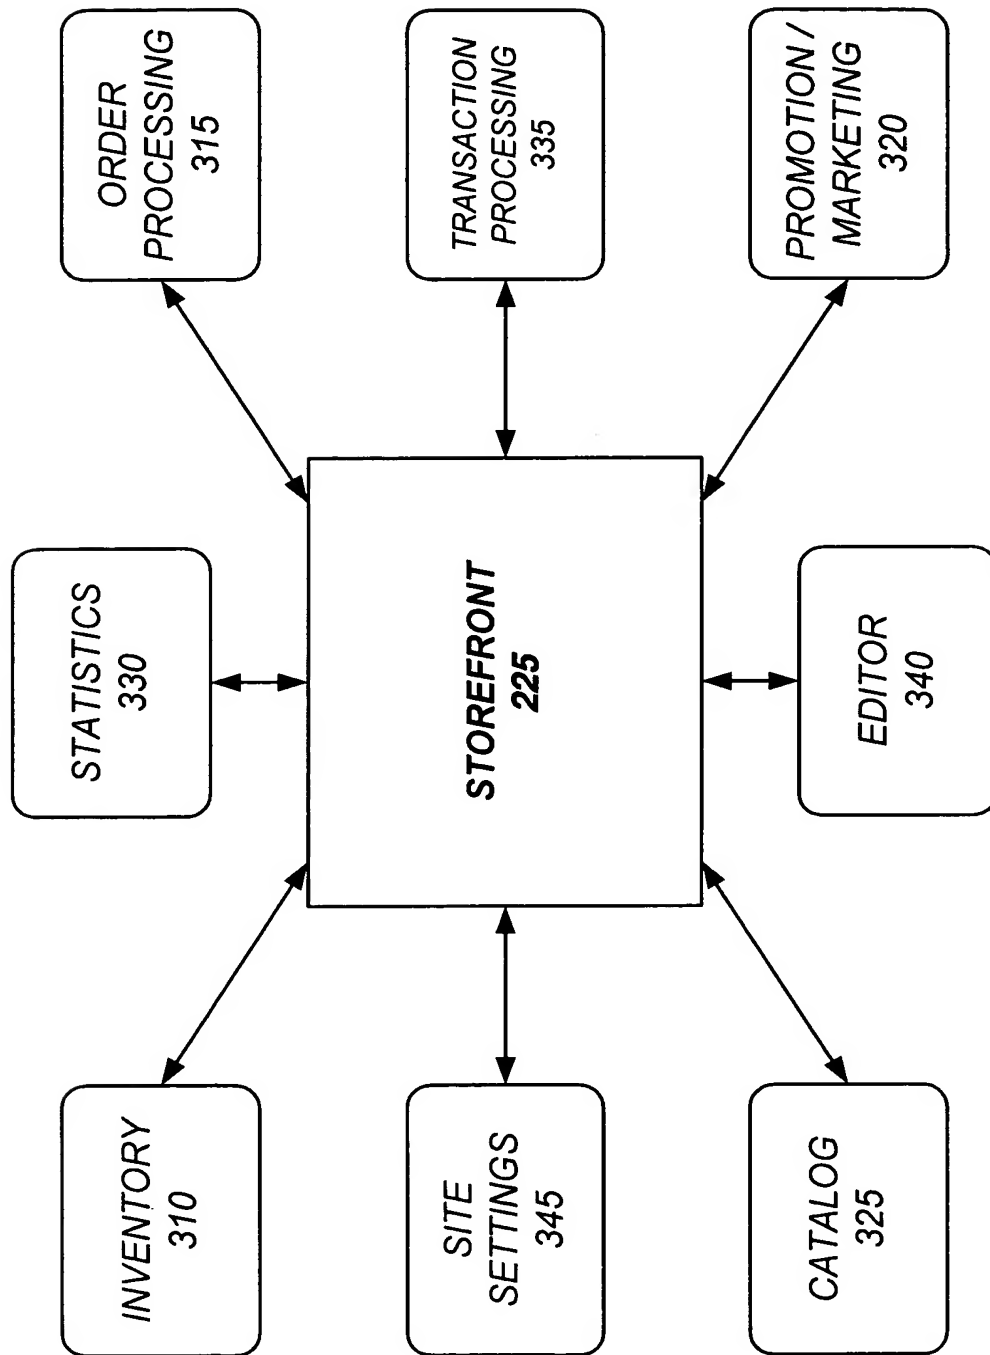 INVENTORY
310
STATISTICS
330
ORDER
PROCESSING
315
SITE
SETTINGS
345
STOREFRONT
225
TRANSACTION
PROCESSING
335
CATALOG
325
EDITOR
340
PROMOTION /
MARKETING
320